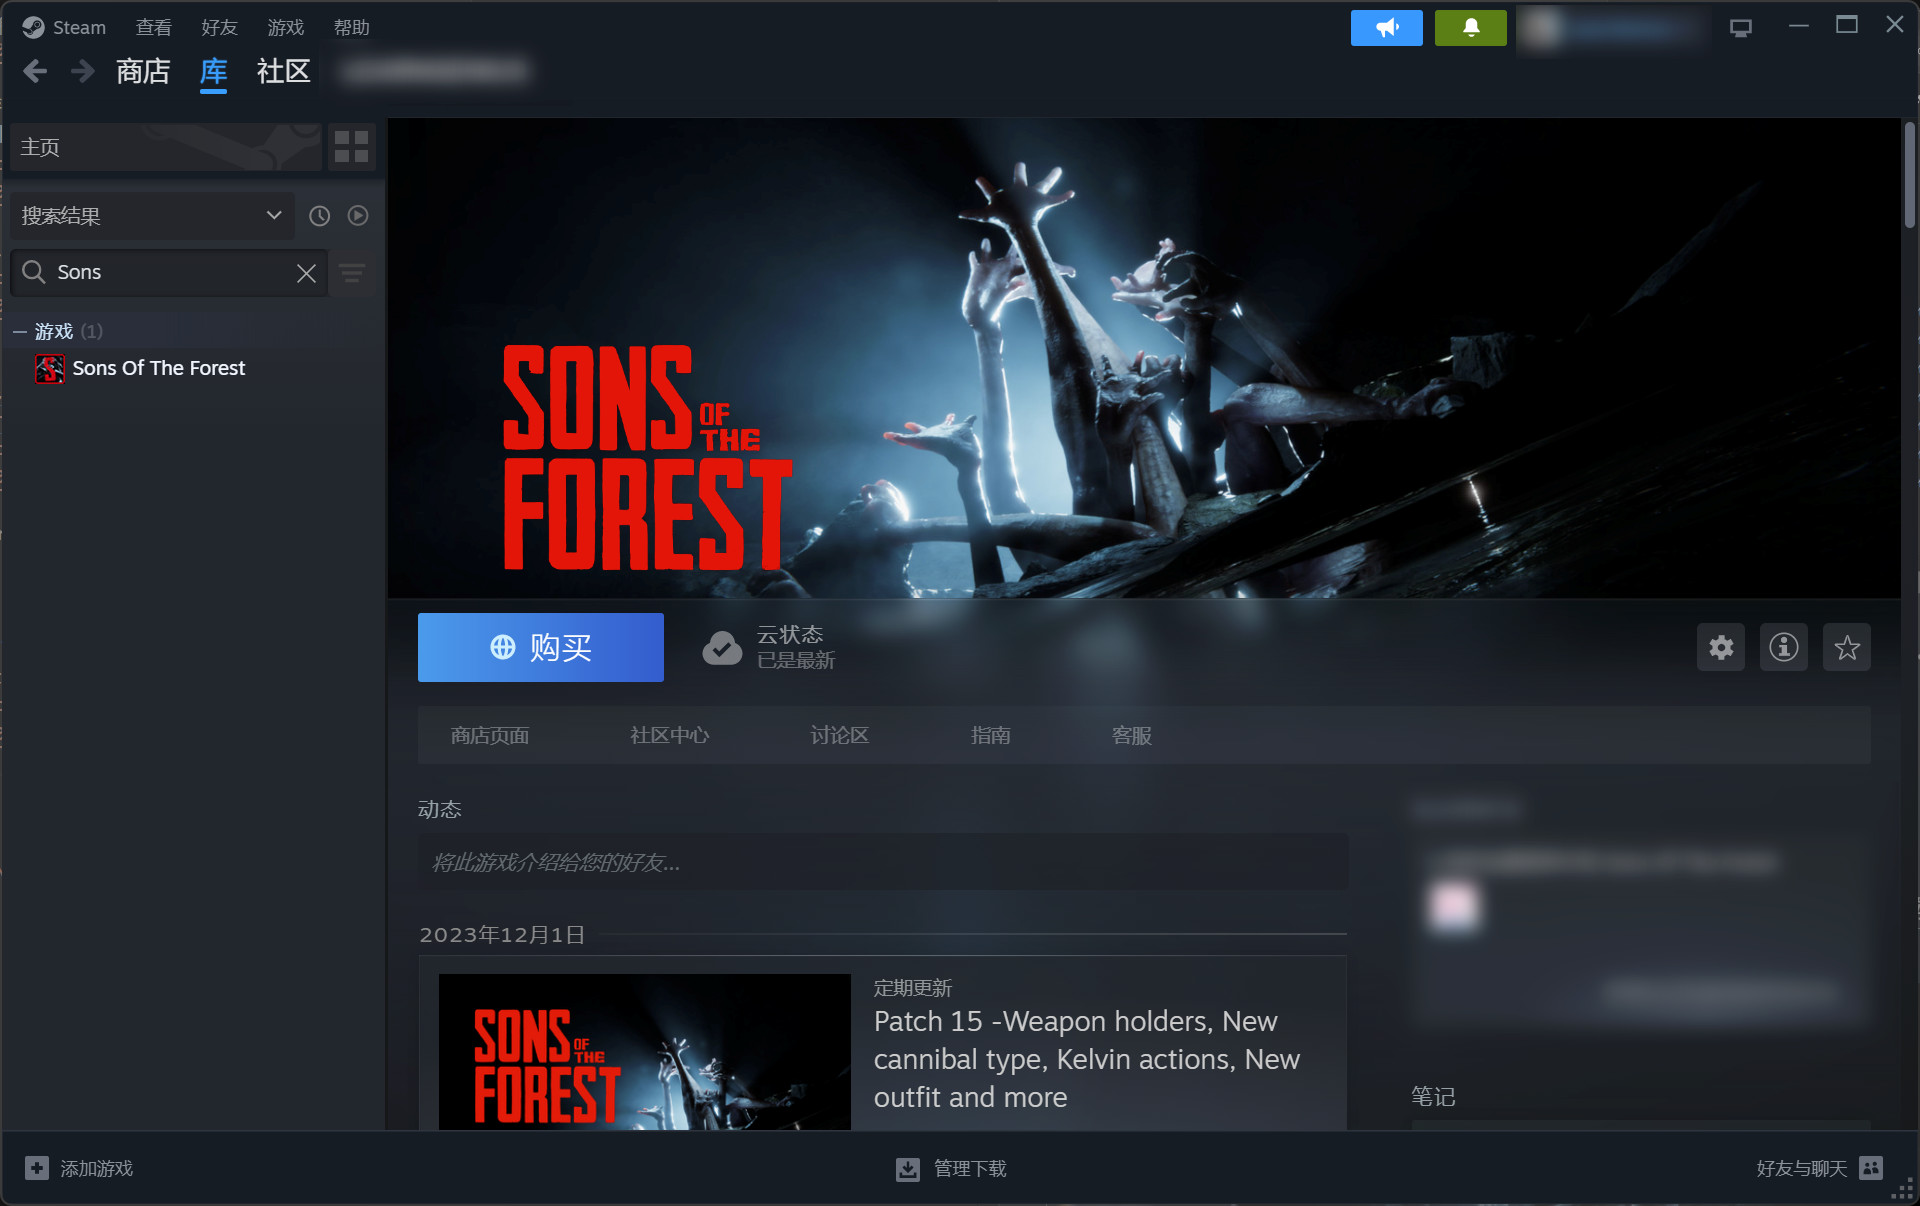 Steam 查看 好友 游戏 帮助
商店 库 社区
主页
搜索结果
Sons
游戏 (1)
Sons Of The Forest
SONS OF THE FOREST
购买
云状态
已是最新
商店页面 社区中心 讨论区 指南 客服
动态
将此游戏介绍给您的好友...
2023年12月1日
SONS OF THE FOREST
定期更新
Patch 15 -Weapon holders, New
cannibal type, Kelvin actions, New
outfit and more
笔记
添加游戏
管理下载
好友与聊天